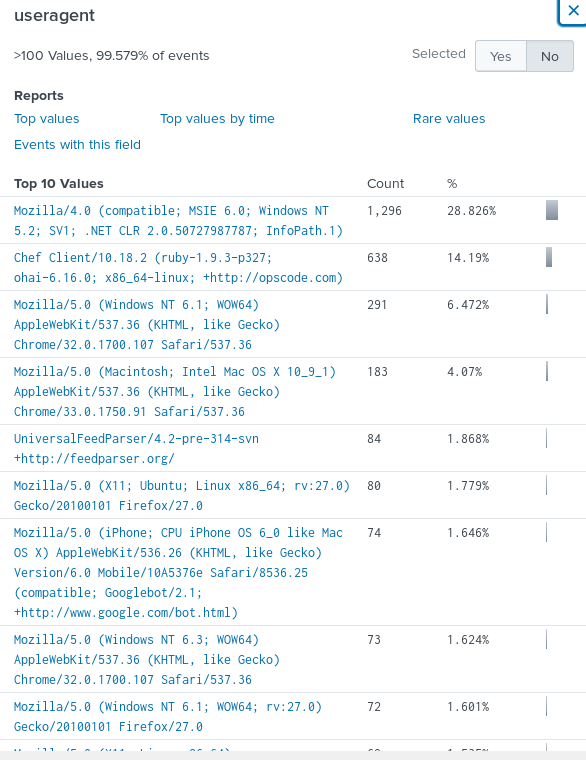 useragent
>100 Values, 99.579% of events
Selected Yes No
Reports
Top values Top values by time Rare values
Events with this field
Top 10 Values Count %
Mozilla/4.0 (compatible; MSIE 6.0; Windows NT 1,296 28.826%
5.2; SV1; .NET CLR 2.0.50727987787; InfoPath.1)
Chef Client/10.18.2 (ruby-1.9.3-p327; 638 14.19%
ohai-6.16.0; x86_64-linux; +http://opscode.com)
Mozilla/5.0 (Windows NT 6.1; WOW64) 291 6.472%
AppleWebKit/537.36 (KHTML, like Gecko)
Chrome/32.0.1700.107 Safari/537.36
Mozilla/5.0 (Macintosh; Intel Mac OS X 10_9_1) 183 4.07%
AppleWebKit/537.36 (KHTML, like Gecko)
Chrome/33.0.1750.91 Safari/537.36
UniversalFeedParser/4.2-pre-314-svn 84 1.868%
+http://feedparser.org/
Mozilla/5.0 (X11; Ubuntu; Linux x86_64; rv:27.0) 80 1.779%
Gecko/20100101 Firefox/27.0
Mozilla/5.0 (iPhone; CPU iPhone OS 6_0 like Mac 74 1.646%
OS X) AppleWebKit/536.26 (KHTML, like Gecko)
Version/6.0 Mobile/10A5376e Safari/8536.25
(compatible; Googlebot/2.1;
+http://www.google.com/bot.html)
Mozilla/5.0 (Windows NT 6.3; WOW64) 73 1.624%
AppleWebKit/537.36 (KHTML, like Gecko)
Chrome/32.0.1700.107 Safari/537.36
Mozilla/5.0 (Windows NT 6.1; WOW64; rv:27.0) 72 1.601%
Gecko/20100101 Firefox/27.0